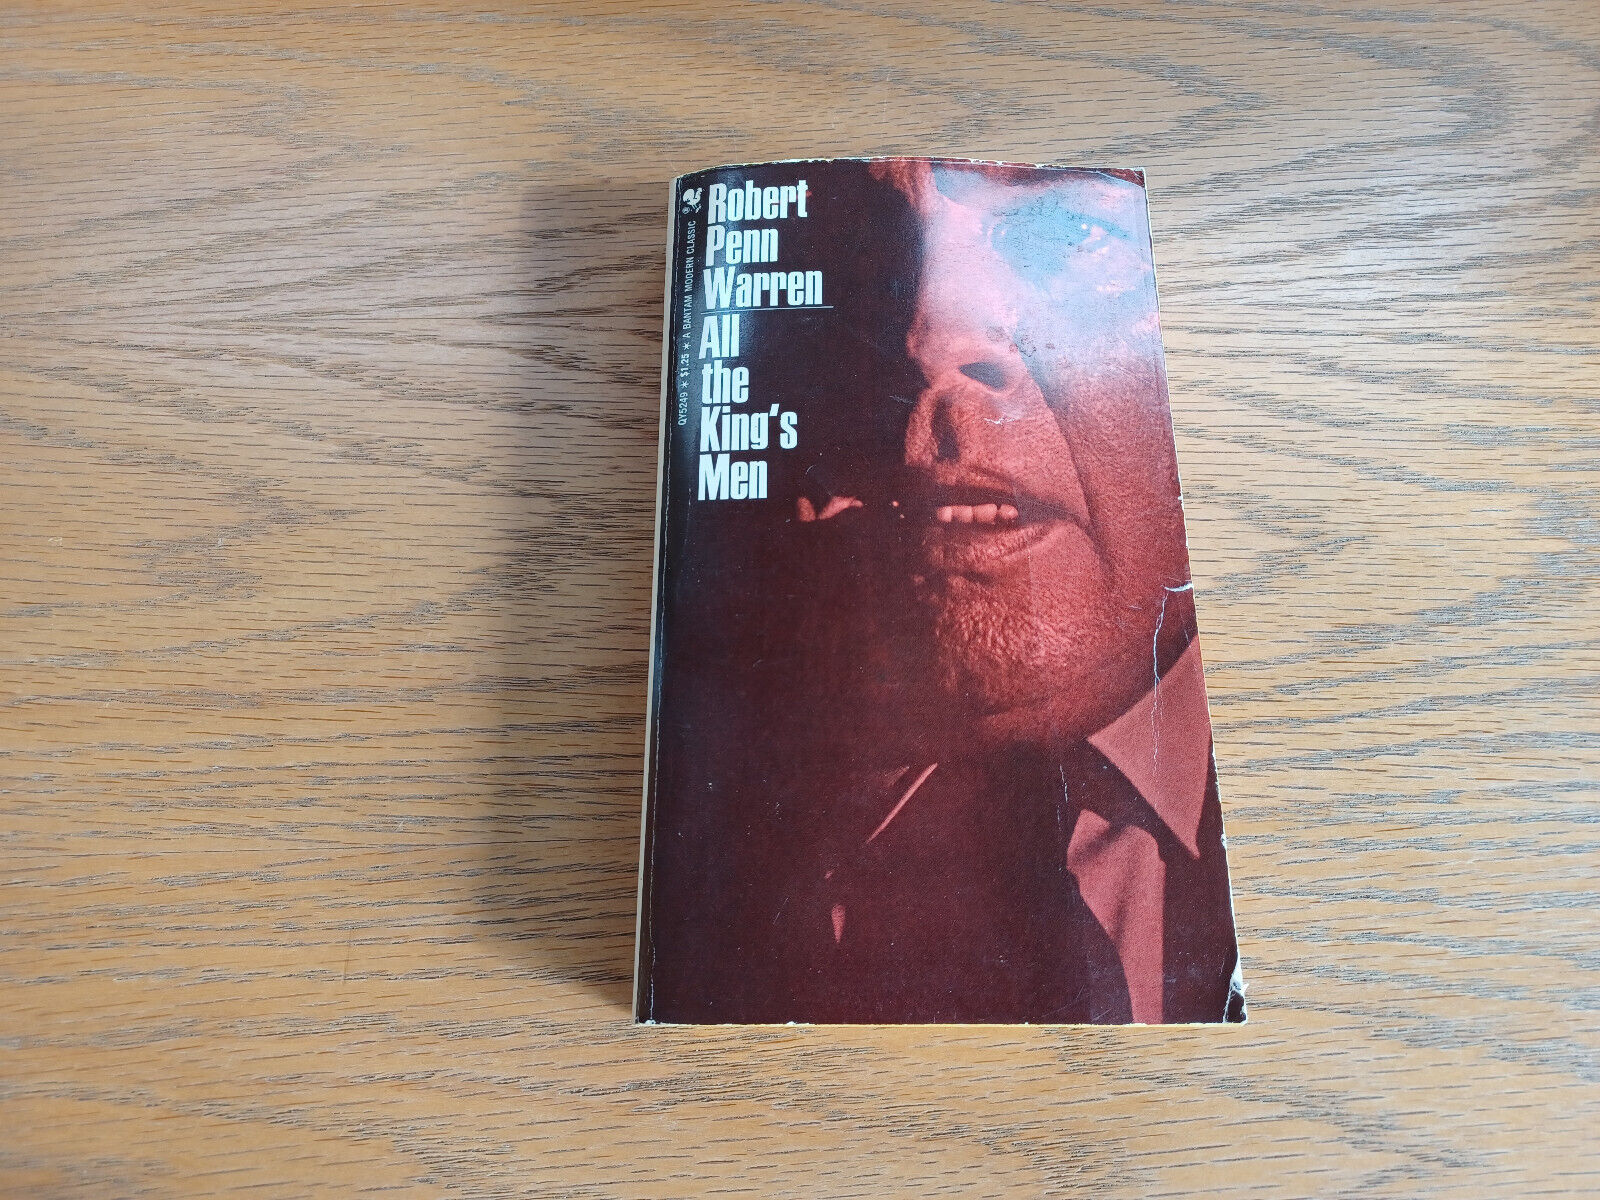 Robert
Penn
Warren
All
the
King's
Men
QY5249 * $1.25 * A BANTAM MODERN CLASSIC